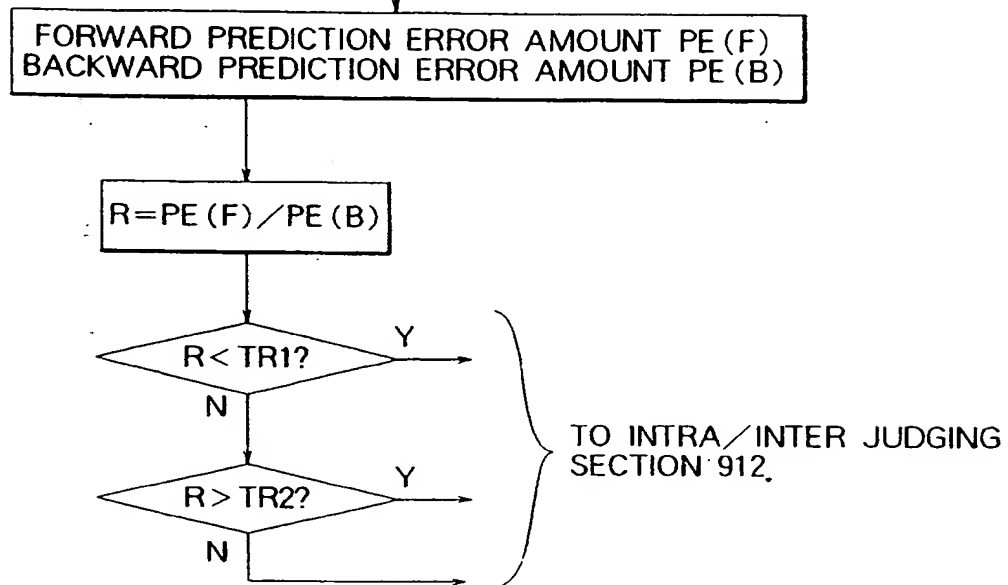 FORWARD PREDICTION ERROR AMOUNT PE(F)
BACKWARD PREDICTION ERROR AMOUNT PE(B)
R=PE(F)/PE(B)
R<TR1?
Y
N
R>TR2?
Y
N
TO INTRA/INTER JUDGING
SECTION 912.